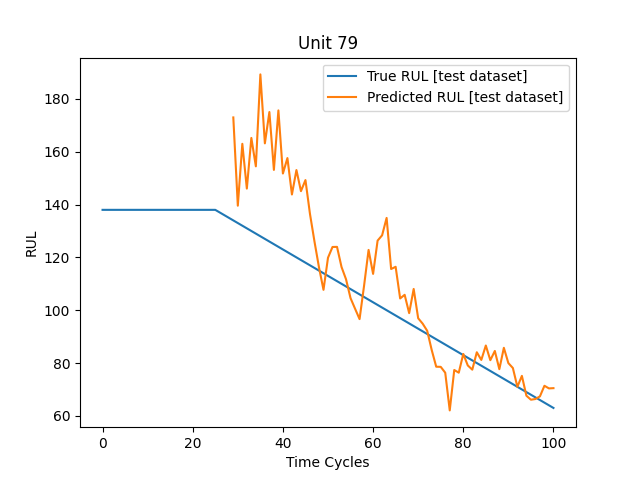 Unit 79
True RUL [test dataset]
Predicted RUL [test dataset]
180
160
140
120
100
80
60
RUL
0 20 40 60 80 100
Time Cycles